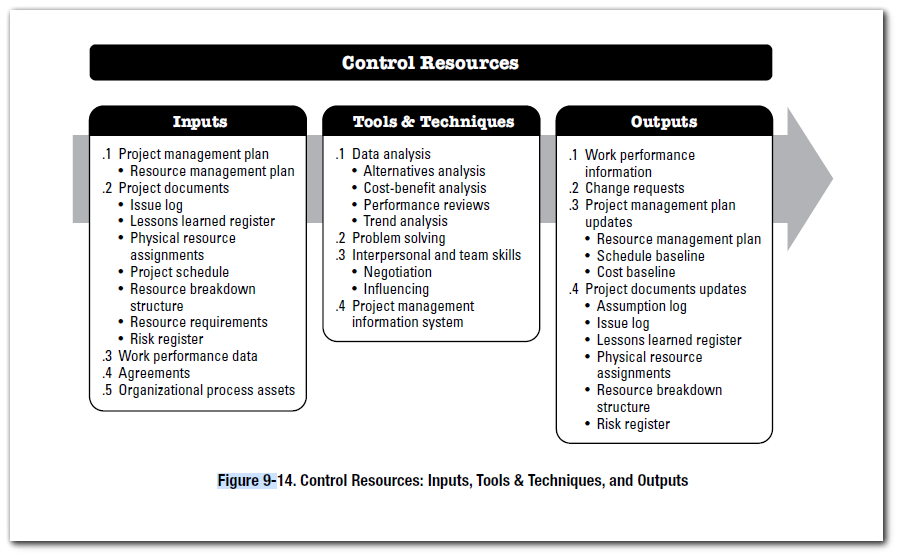 Control Resources
Inputs
.1 Project management plan
• Resource management plan
.2 Project documents
• Issue log
• Lessons learned register
• Physical resource
assignments
• Project schedule
• Resource breakdown
structure
• Resource requirements
• Risk register
.3 Work performance data
.4 Agreements
.5 Organizational process assets
Tools & Techniques
.1 Data analysis
• Alternatives analysis
• Cost-benefit analysis
• Performance reviews
• Trend analysis
.2 Problem solving
.3 Interpersonal and team skills
• Negotiation
• Influencing
.4 Project management
information system
Outputs
.1 Work performance
information
.2 Change requests
.3 Project management plan
updates
• Resource management plan
• Schedule baseline
• Cost baseline
.4 Project documents updates
• Assumption log
• Issue log
• Lessons learned register
• Physical resource
assignments
• Resource breakdown
structure
• Risk register
Figure 9-14. Control Resources: Inputs, Tools & Techniques, and Outputs